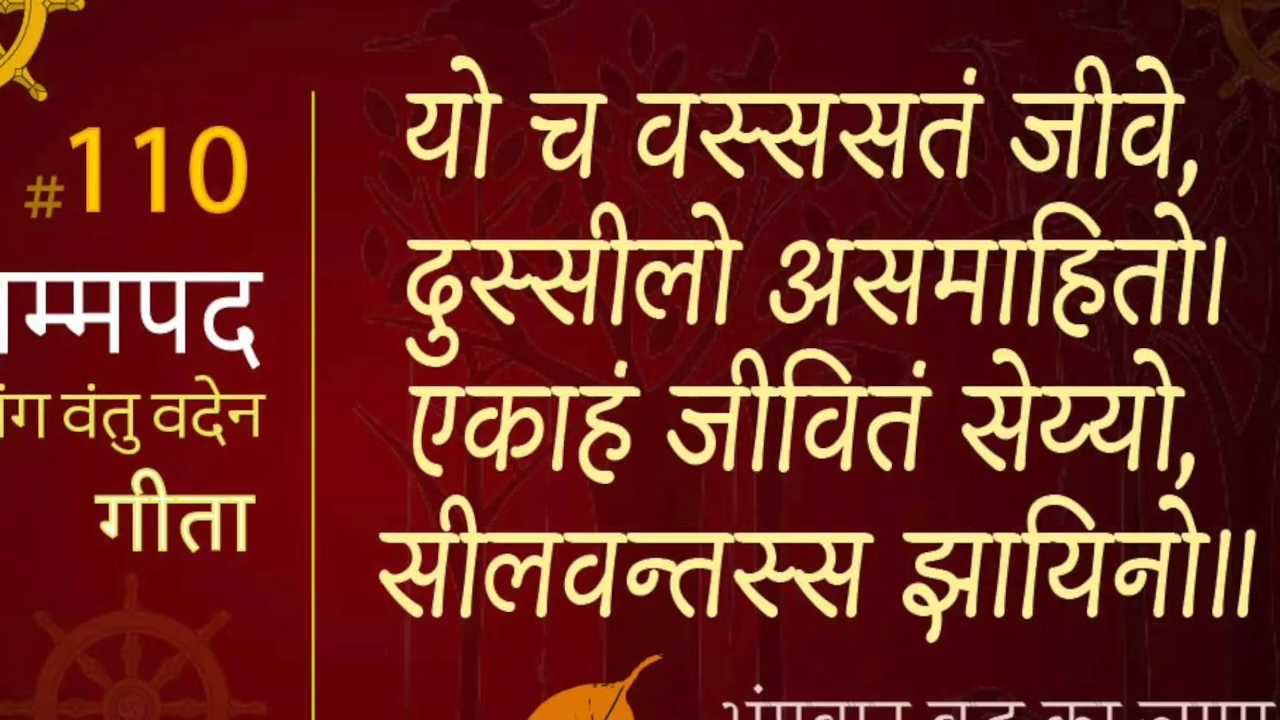 #110
म्मपद
वंतु वदेन
गीता
यो च वस्ससतं जीवे,
दुस्सीलो असमाहितो।
एकाहं जीवितं सेय्यो,
सीलवन्तस्स झायिनो॥